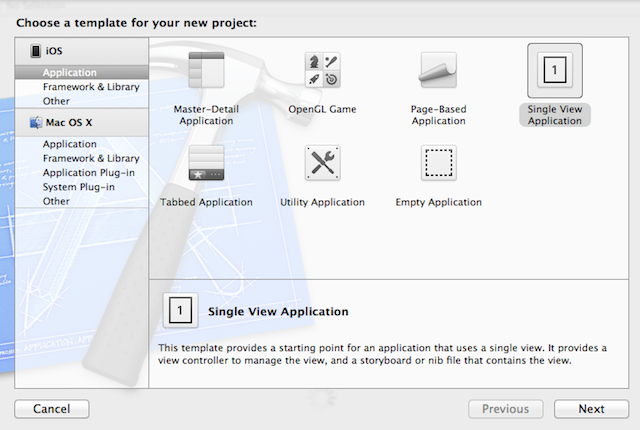 Choose a template for your new project:
iOS
Application
Framework & Library
Other
Mac OS X
Application
Framework & Library
Application Plug-in
System Plug-in
Other
Master-Detail
Application
OpenGL Game
Page-Based
Application
1
Single View
Application
Tabbed Application
Utility Application
Empty Application
1
Single View Application
This template provides a starting point for an application that uses a single view. It provides a
view controller to manage the view, and a storyboard or nib file that contains the view.
Cancel
Previous
Next